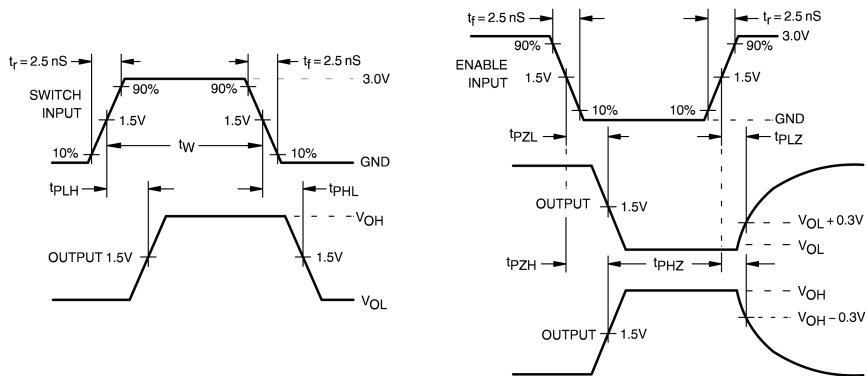 tr = 2.5 nS
tf = 2.5 nS
3.0V
SWITCH
INPUT
90%
90%
1.5V
1.5V
10%
10%
tW
GND
tPLH
tPHL
VOH
OUTPUT 1.5V
1.5V
VOL
tf = 2.5 nS
tr = 2.5 nS
3.0V
90%
90%
ENABLE
INPUT
1.5V
1.5V
10%
10%
GND
tPZL
tPLZ
OUTPUT
1.5V
VOL + 0.3V
VOL
tPZH
tPHZ
VOH
VOH – 0.3V
OUTPUT
1.5V